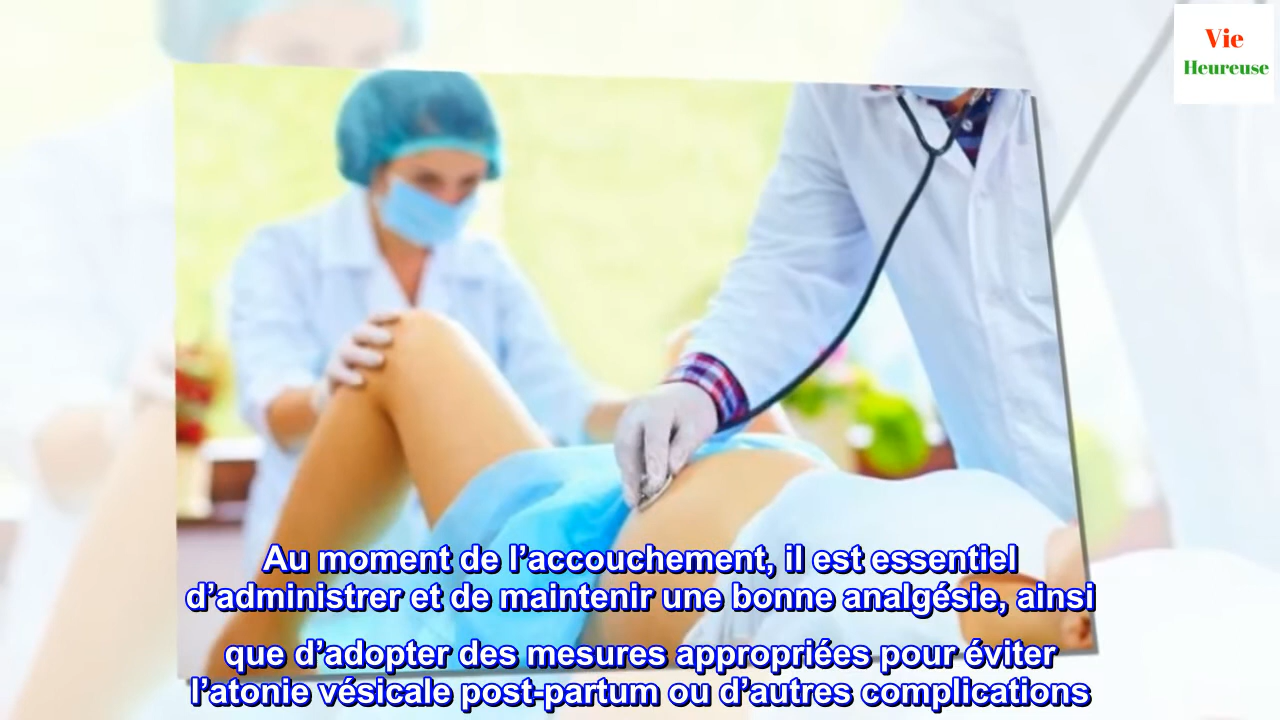 Vie
Heureuse
Au moment de l’accouchement, il est essentiel
d’administrer et de maintenir une bonne analgésie, ainsi
que d’adopter des mesures appropriées pour éviter
l’atonie vésicale post-partum ou d’autres complications